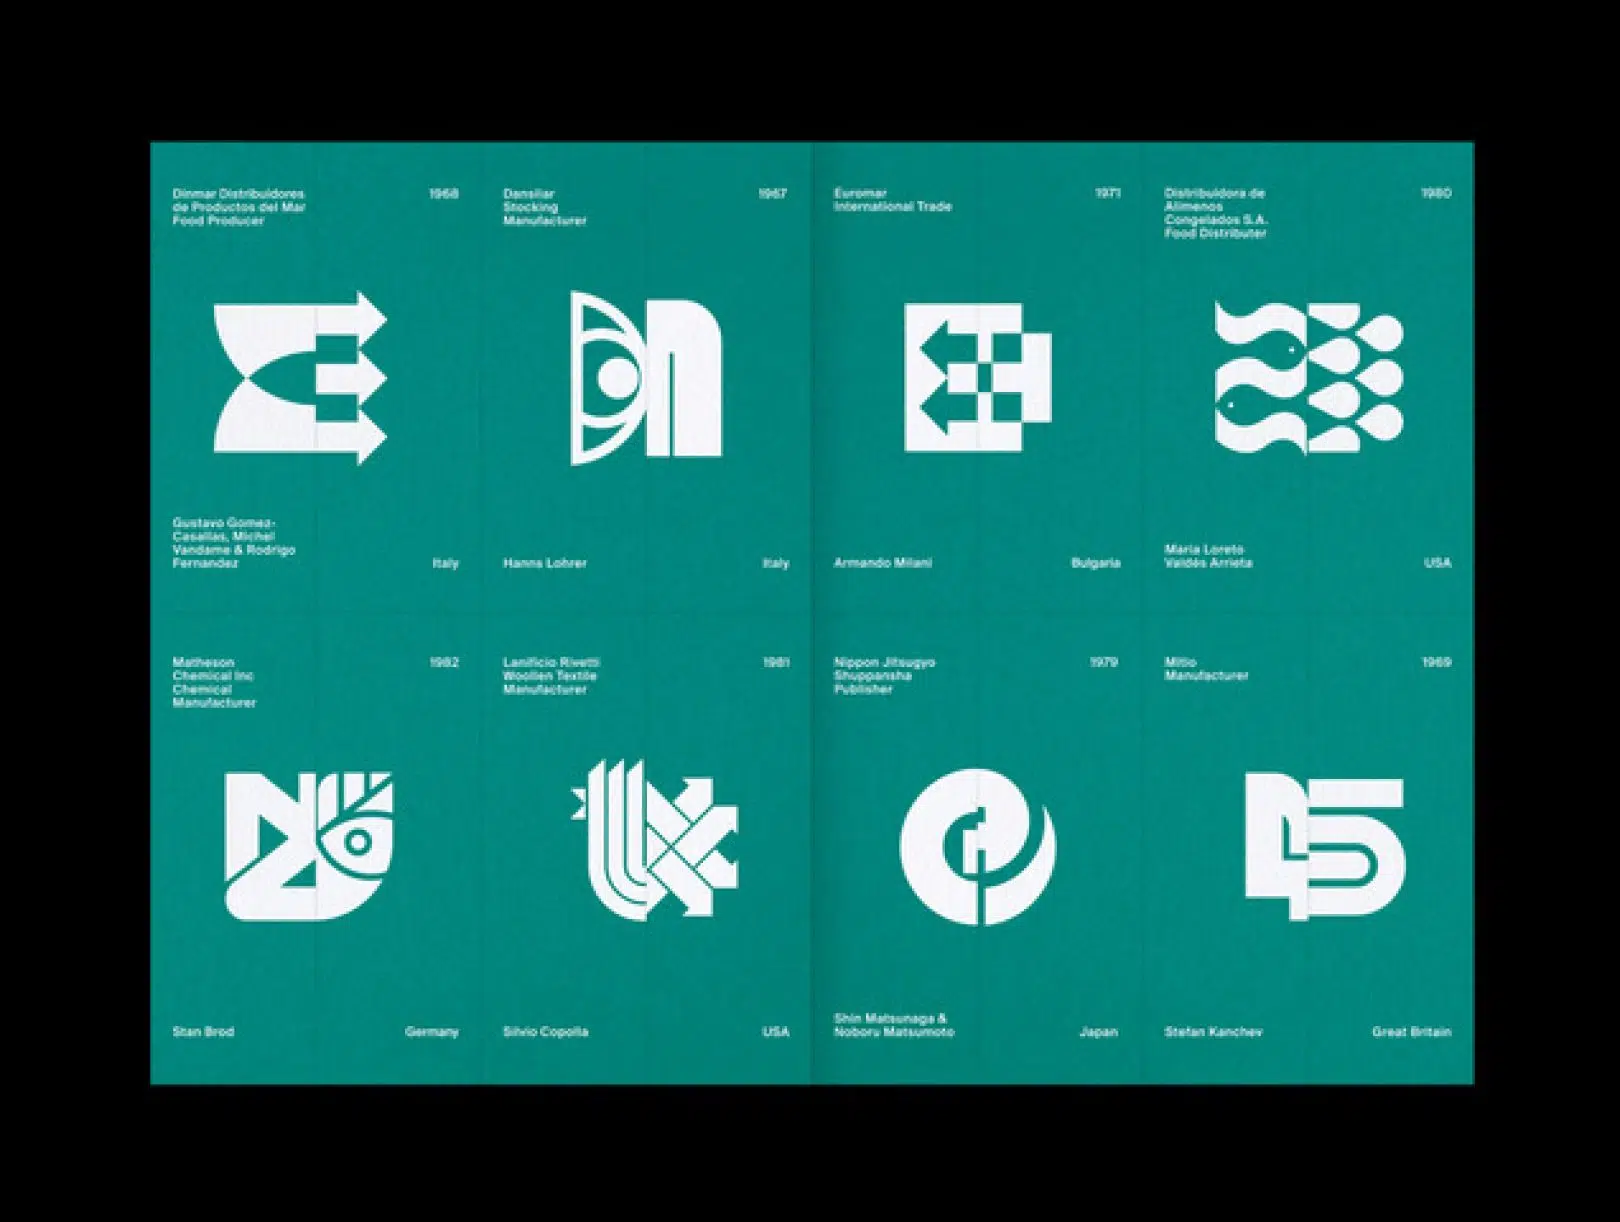 Dinmar Distribuidores
de Productos del Mar
Food Producer
1968
Dansilar
Stocking
Manufacturer
1967
Euromar
International Trade
1971
Distribuidora de
Alimenos
Congelados S.A.
Food Distributer
1980
Gustavo Gomez-
Casallas, Michel
Vandame & Rodrigo
Fernandez
Italy
Hanns Lohrer
Italy
Armando Milani
Bulgaria
Maria Loreto
Valdés Arrieta
USA
Matheson
Chemical Inc
Chemical
Manufacturer
1982
Lanificio Rivetti
Woollen Textile
Manufacturer
1981
Nippon Jitsugyo
Shuppansha
Publisher
1979
Mitio
Manufacturer
1969
Stan Brod
Germany
Silvio Copolla
USA
Shin Matsunaga &
Noboru Matsumoto
Japan
Stefan Kanchev
Great Britain